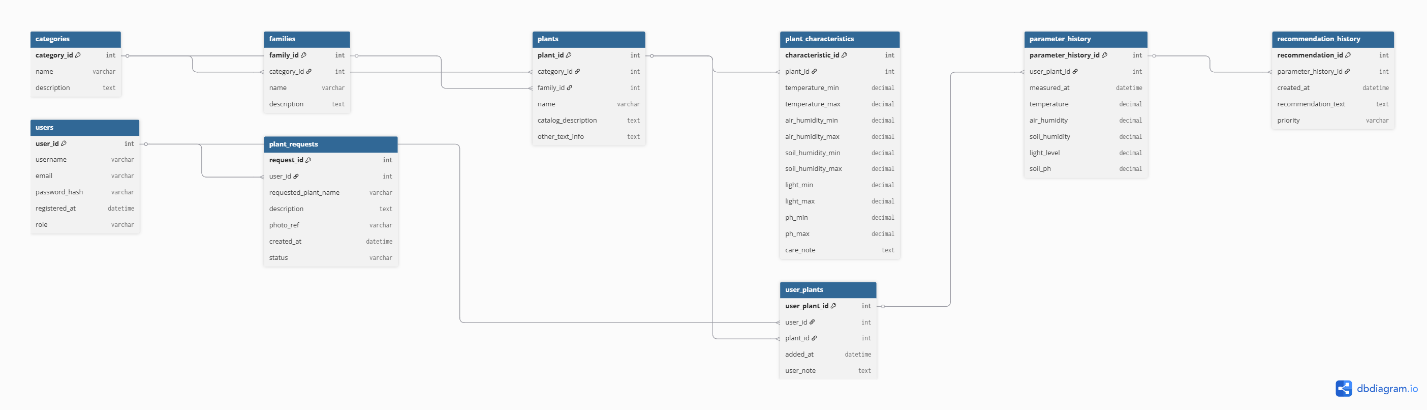 categories
category_id int
name varchar
description text
users
user_id int
username varchar
email varchar
password_hash varchar
registered_at datetime
role varchar
families
family_id int
category_id int
name varchar
description text
plant_requests
request_id int
user_id int
requested_plant_name varchar
description text
photo_ref varchar
created_at datetime
status varchar
plants
plant_id int
category_id int
family_id int
name varchar
catalog_description text
other_text_info text
plant_characteristics
characteristic_id int
plant_id int
temperature_min decimal
temperature_max decimal
air_humidity_min decimal
air_humidity_max decimal
soil_humidity_min decimal
soil_humidity_max decimal
light_min decimal
light_max decimal
ph_min decimal
ph_max decimal
care_note text
user_plants
user_plant_id int
user_id int
plant_id int
added_at datetime
user_note text
parameter_history
parameter_history_id int
user_plant_id int
measured_at datetime
temperature decimal
air_humidity decimal
soil_humidity decimal
light_level decimal
soil_ph decimal
recommendation_history
recommendation_id int
parameter_history_id int
created_at datetime
recommendation_text text
priority varchar
dbdiagram.io